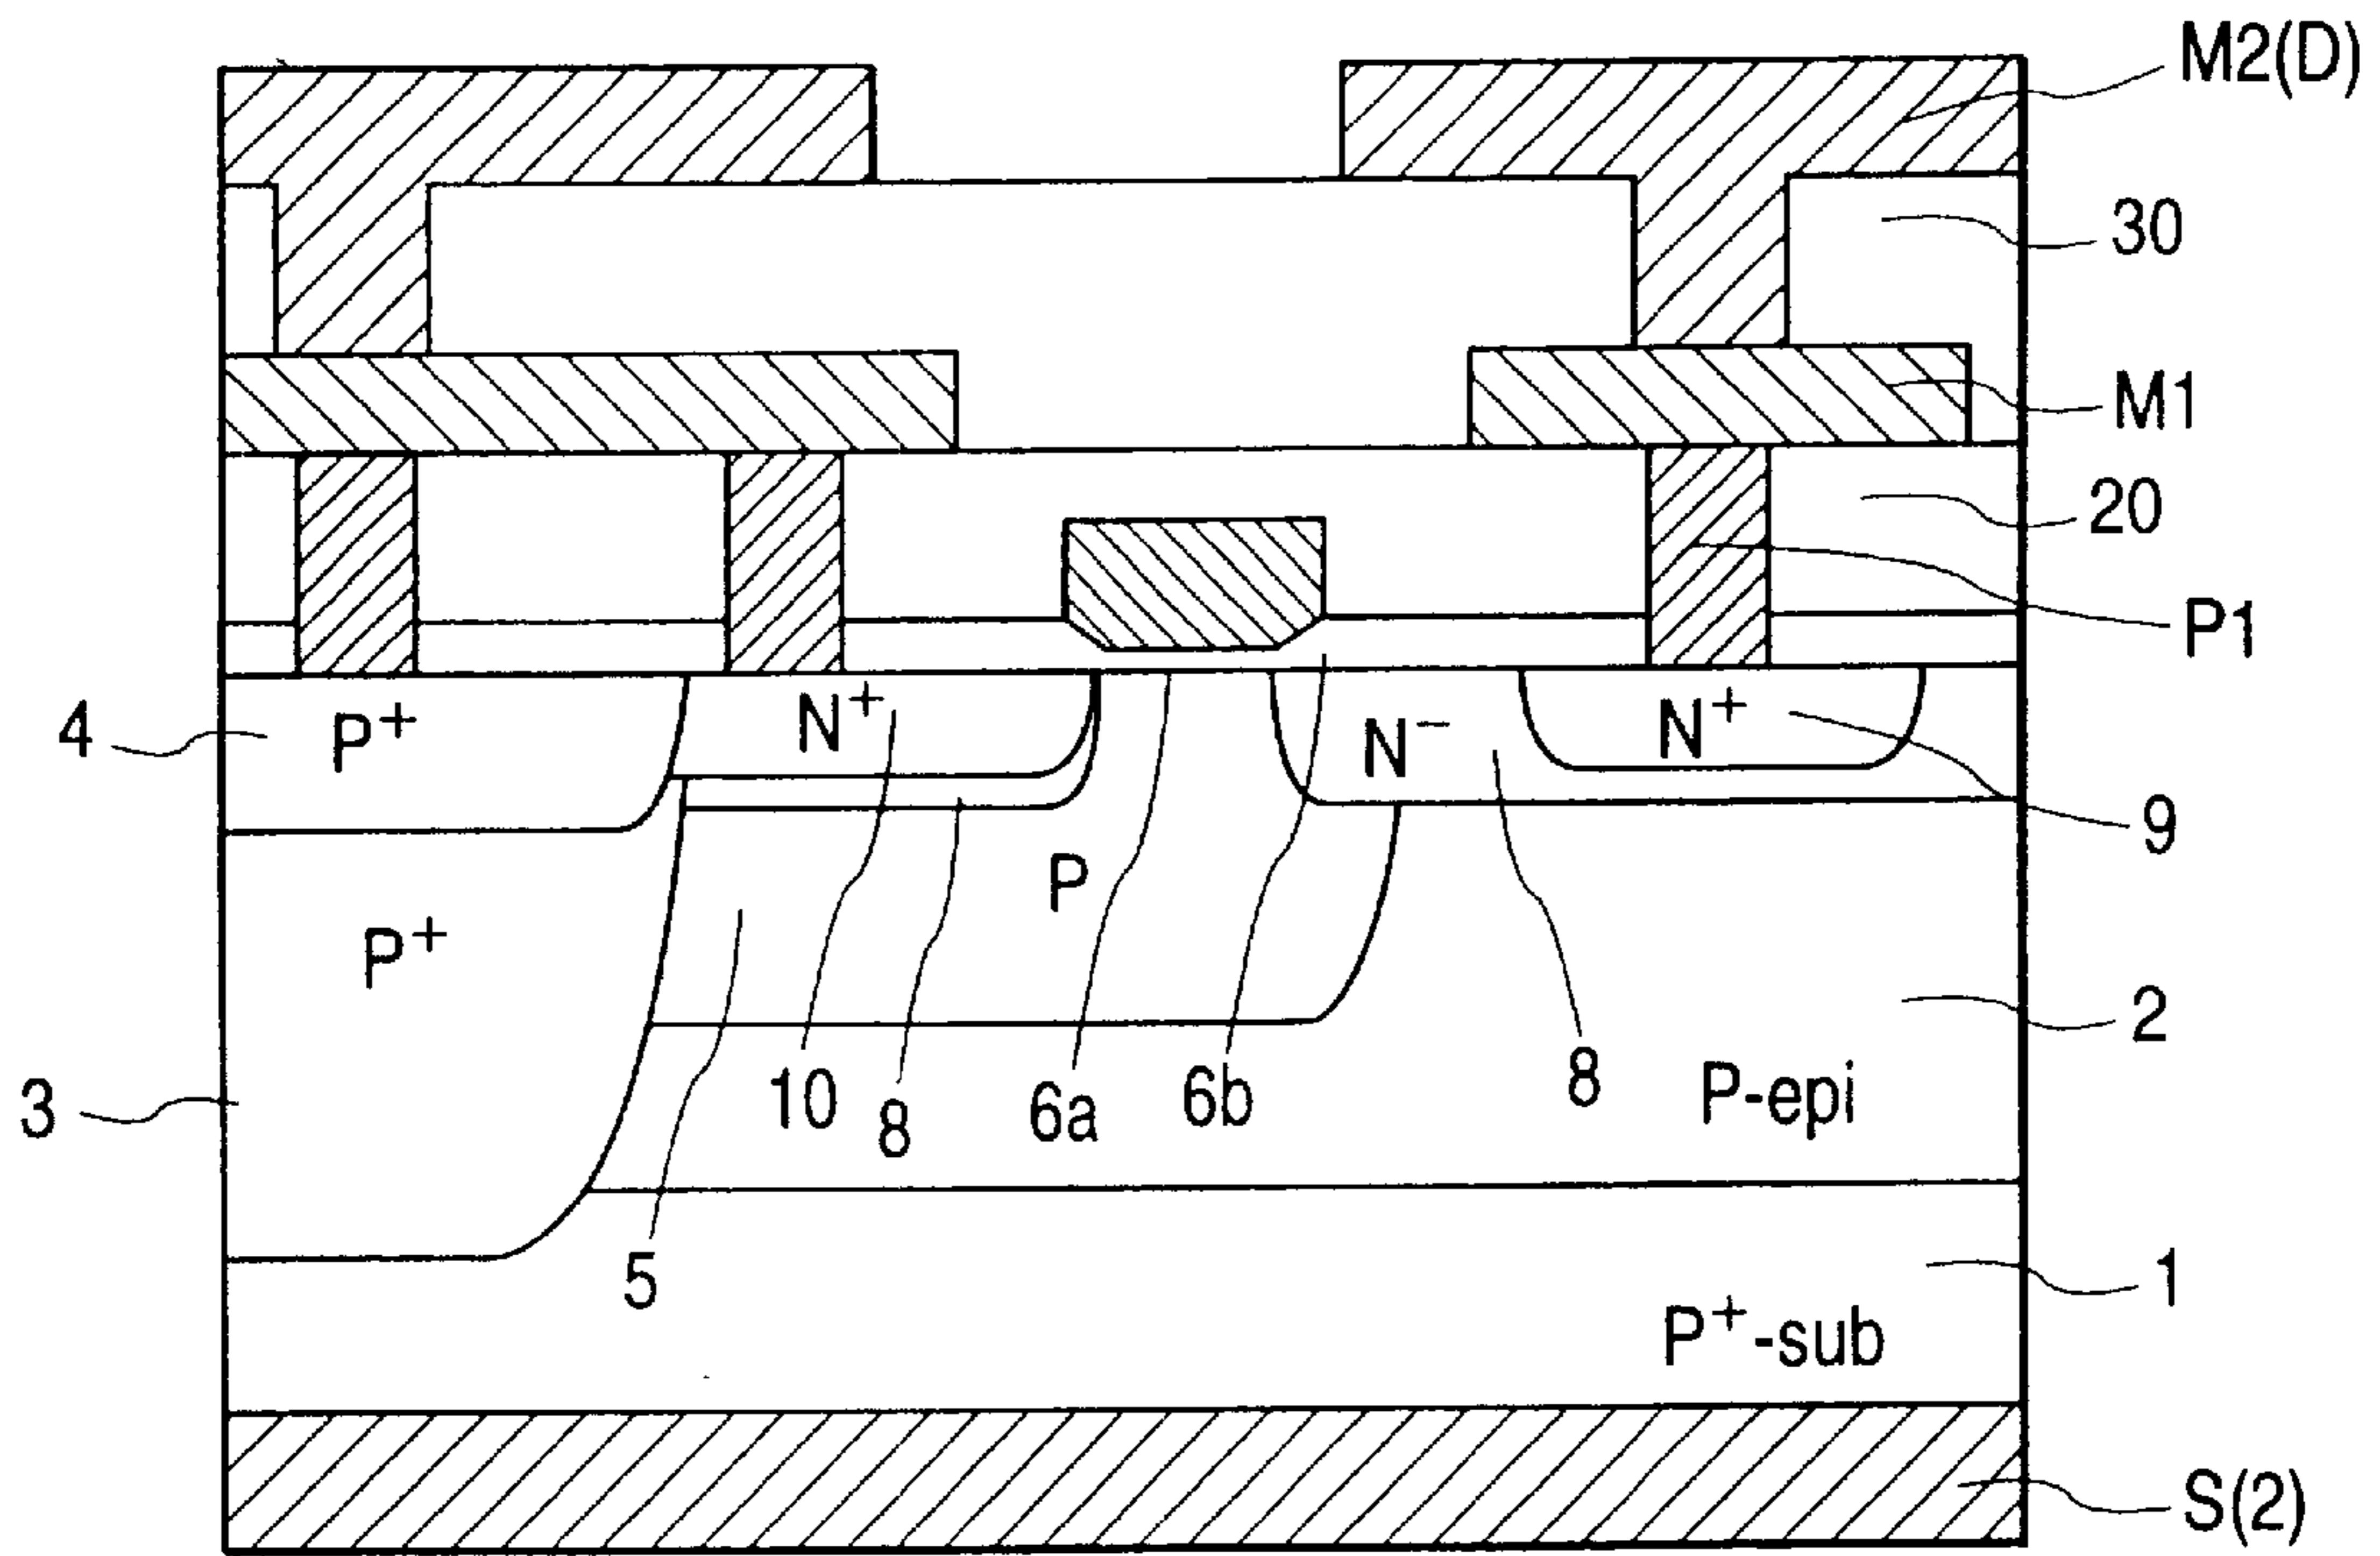 M2(D)
30
M1
20
P1
4
P+
N+
N−
N+
9
P
P+
2
3
10
8
6a
6b
8
P-epi
5
1
P+-sub
S(2)